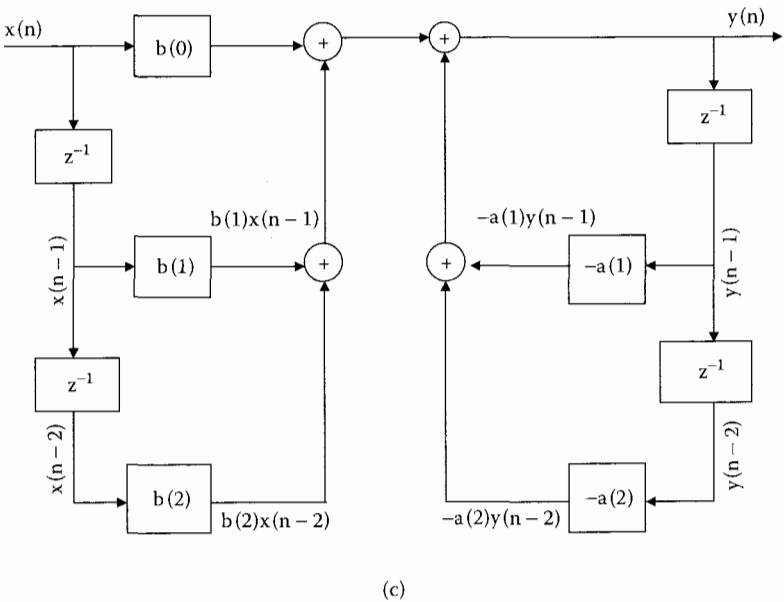 x(n)
y(n)
b(0)
+
+
z⁻¹
z⁻¹
b(1)x(n − 1)
−a(1)y(n − 1)
x(n − 1)
b(1)
+
+
−a(1)
y(n − 1)
z⁻¹
z⁻¹
x(n − 2)
b(2)
b(2)x(n − 2)
−a(2)y(n − 2)
−a(2)
y(n − 2)
(c)